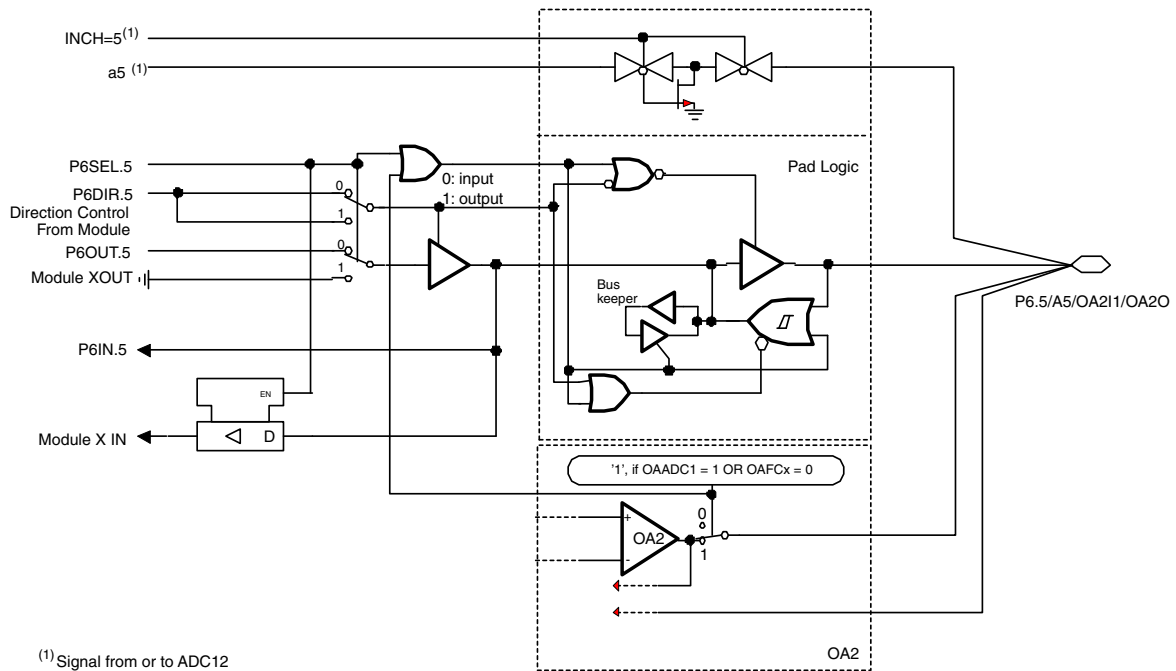 INCH=5(1)
a5 (1)
P6SEL.5
P6DIR.5
Direction Control
From Module
P6OUT.5
Module XOUT
P6IN.5
Module X IN
0
1
0
1
0: input
1: output
EN
D
Pad Logic
Bus
keeper
P6.5/A5/OA2I1/OA2O
'1', if OAADC1 = 1 OR OAFCx = 0
+
-
OA2
0
1
OA2
(1) Signal from or to ADC12